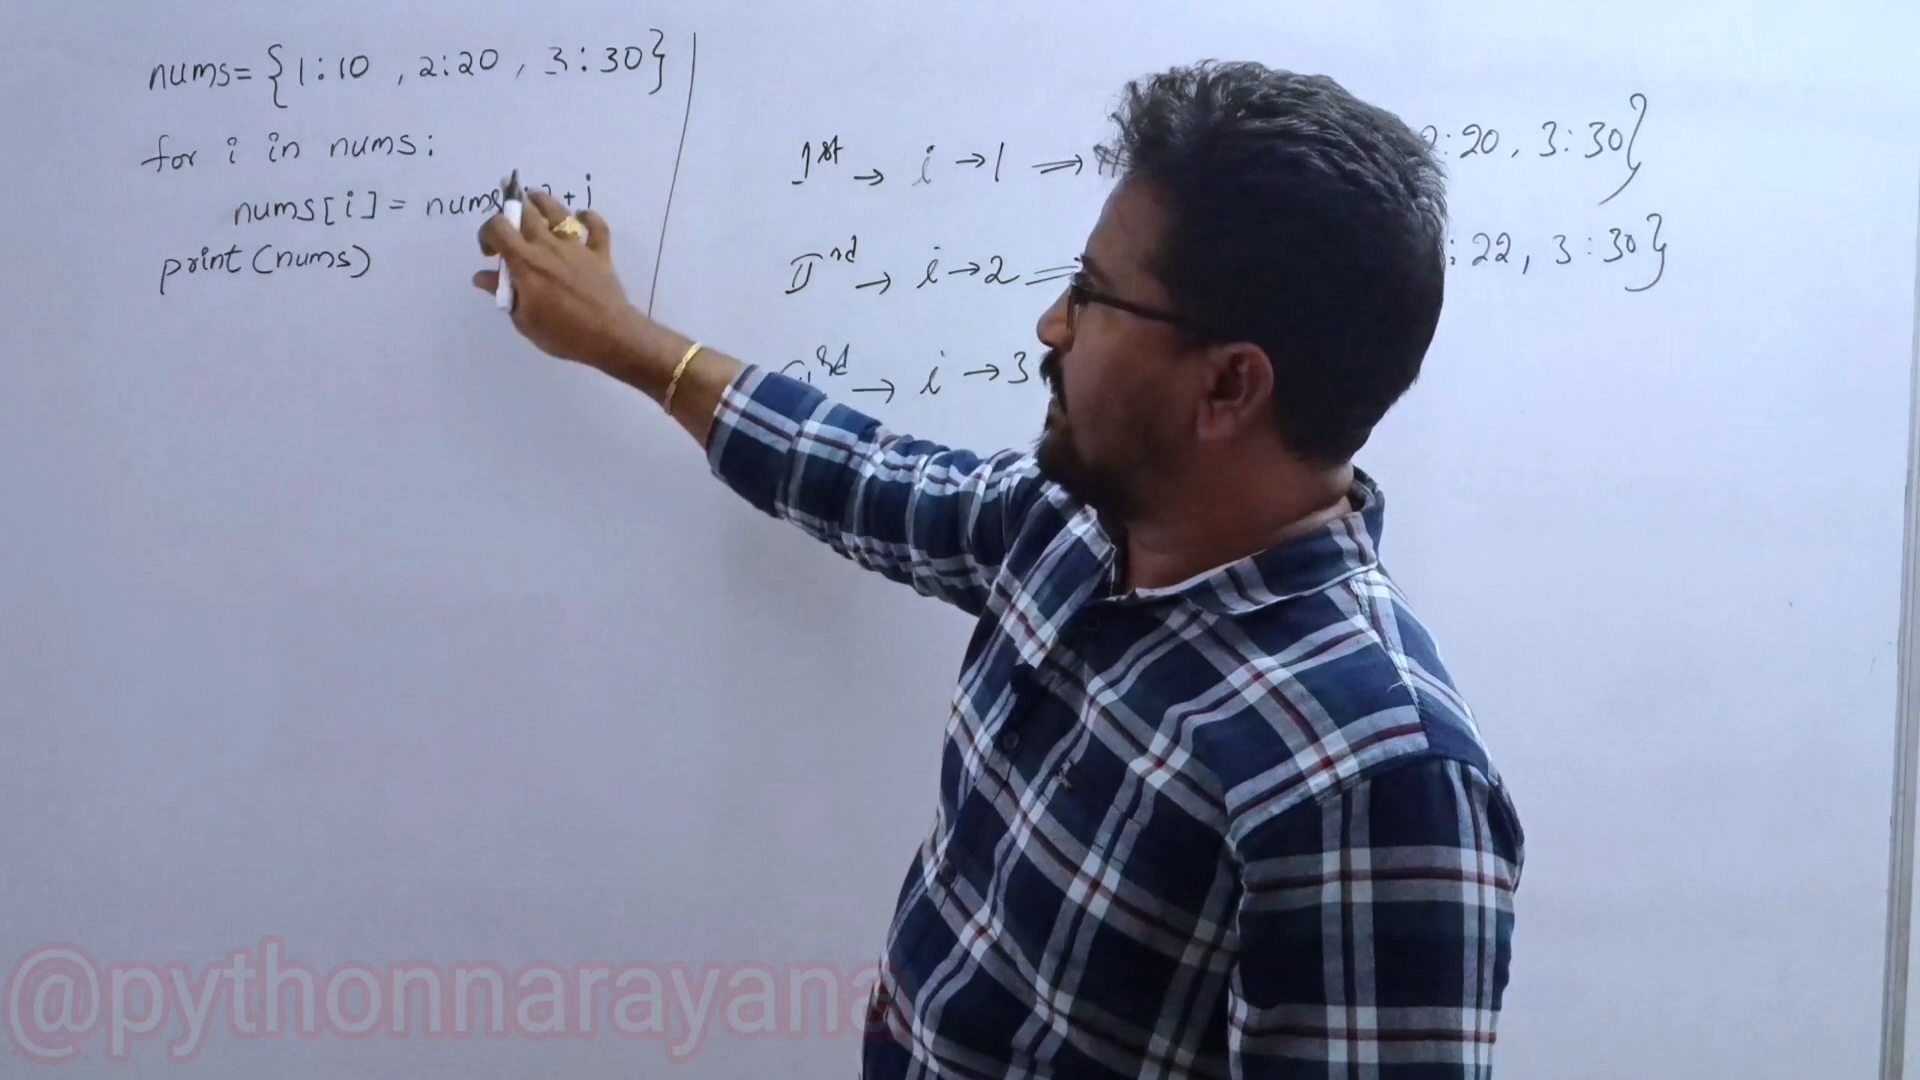 nums={1:10 ,2:20 , 3:30}
for i in nums:
nums[i]= nums +i
print(nums)
1st → i →1 ⇒ :20 , 3:30}
IInd → i→2 ⇒ : 22 , 3:30}
rd → i →3
@pythonnarayana